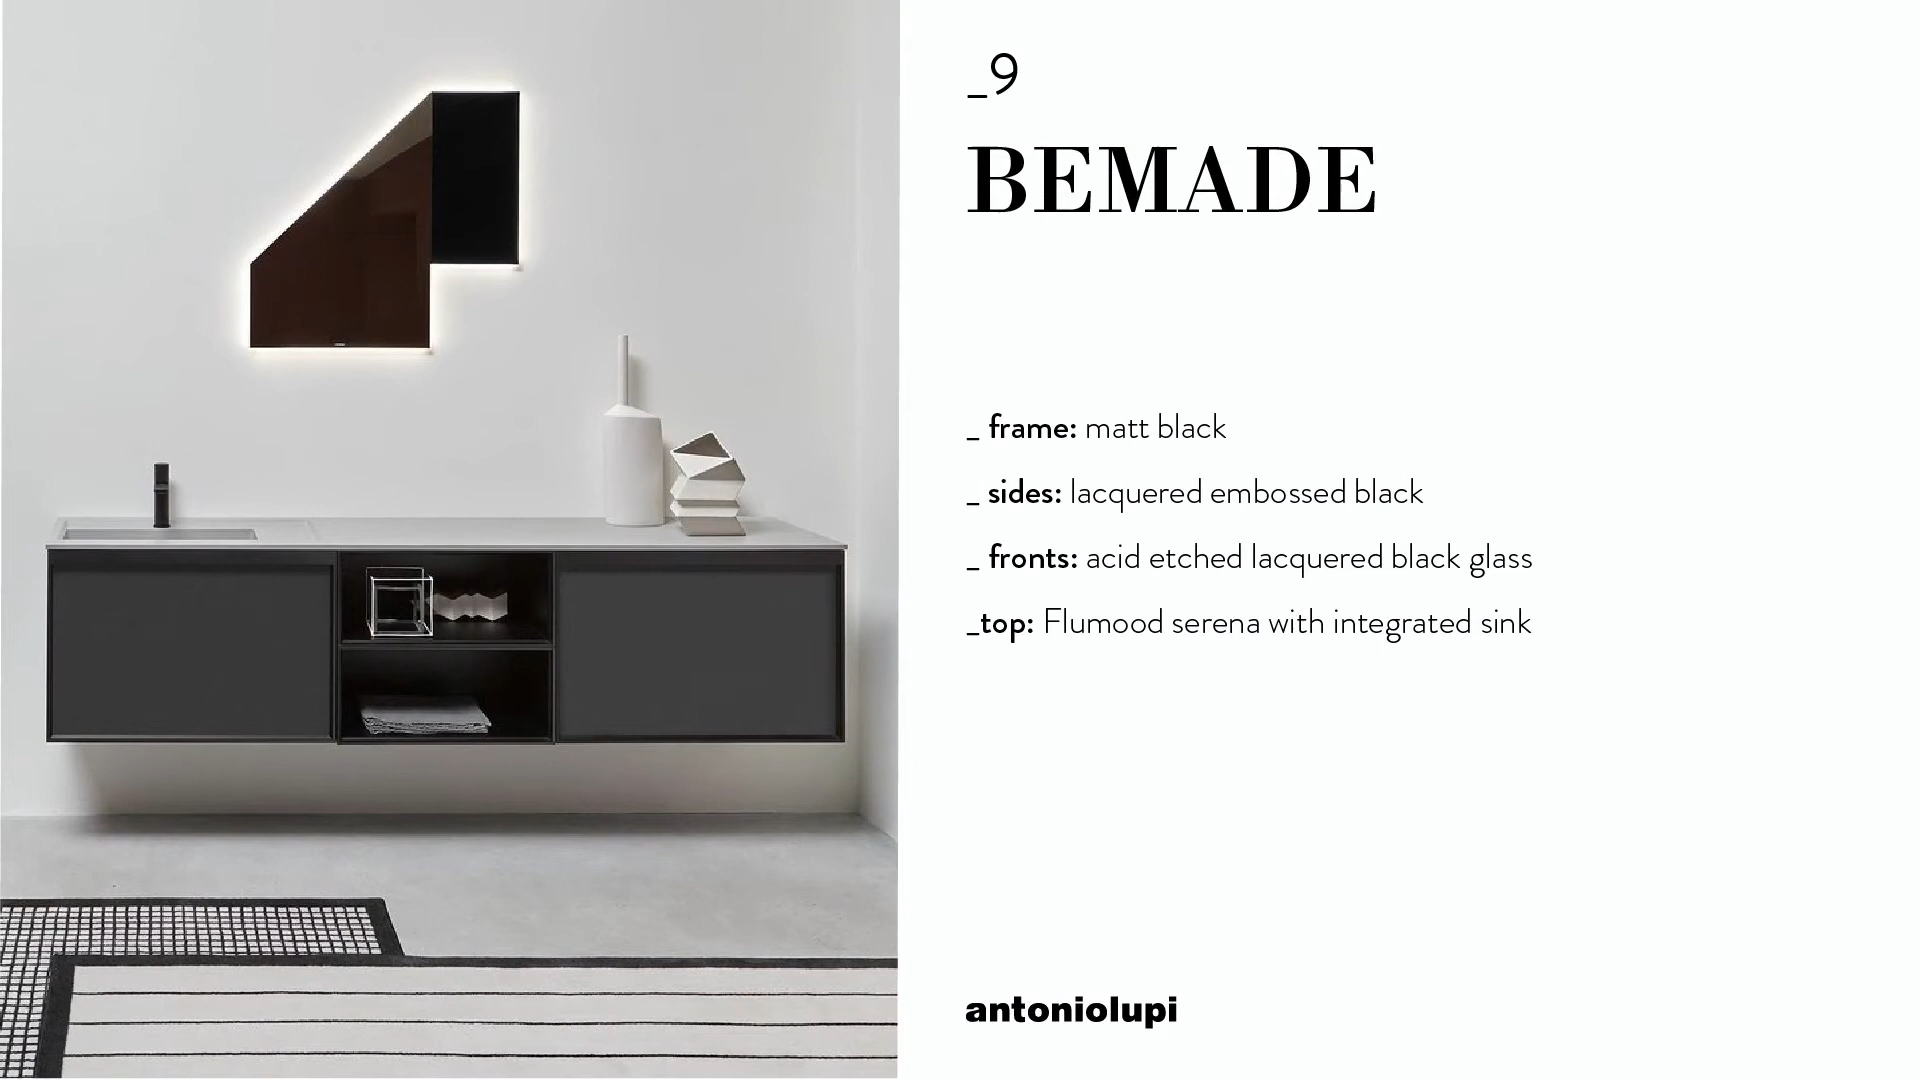 _9
BEMADE
_ frame: matt black
_ sides: lacquered embossed black
_ fronts: acid etched lacquered black glass
_top: Flumood serena with integrated sink
antoniolupi